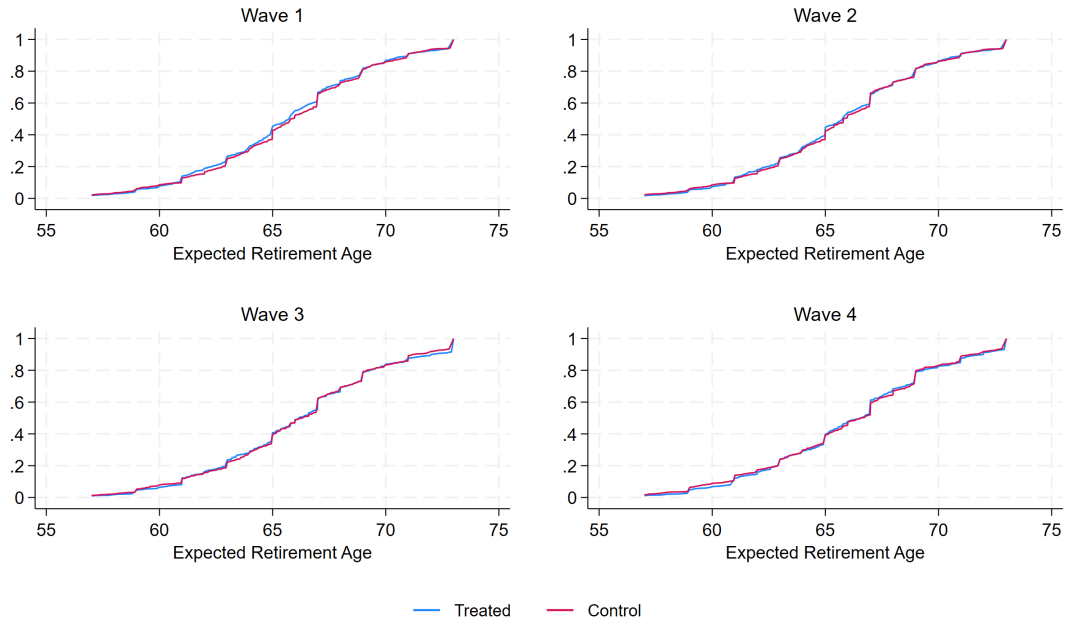 Wave 1
1
.8
.6
.4
.2
0
55 60 65 70 75
Expected Retirement Age
Wave 2
1
.8
.6
.4
.2
0
55 60 65 70 75
Expected Retirement Age
Wave 3
1
.8
.6
.4
.2
0
55 60 65 70 75
Expected Retirement Age
Wave 4
1
.8
.6
.4
.2
0
55 60 65 70 75
Expected Retirement Age
Treated Control